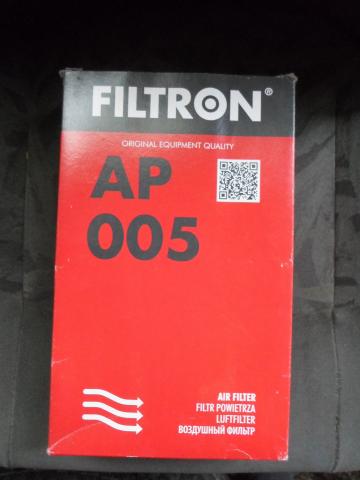 FILTRON®
ORIGINAL EQUIPMENT QUALITY
AP
005
AIR FILTER
FILTR POWIETRZA
LUFTFILTER
ВОЗДУШНЫЙ ФИЛЬТР